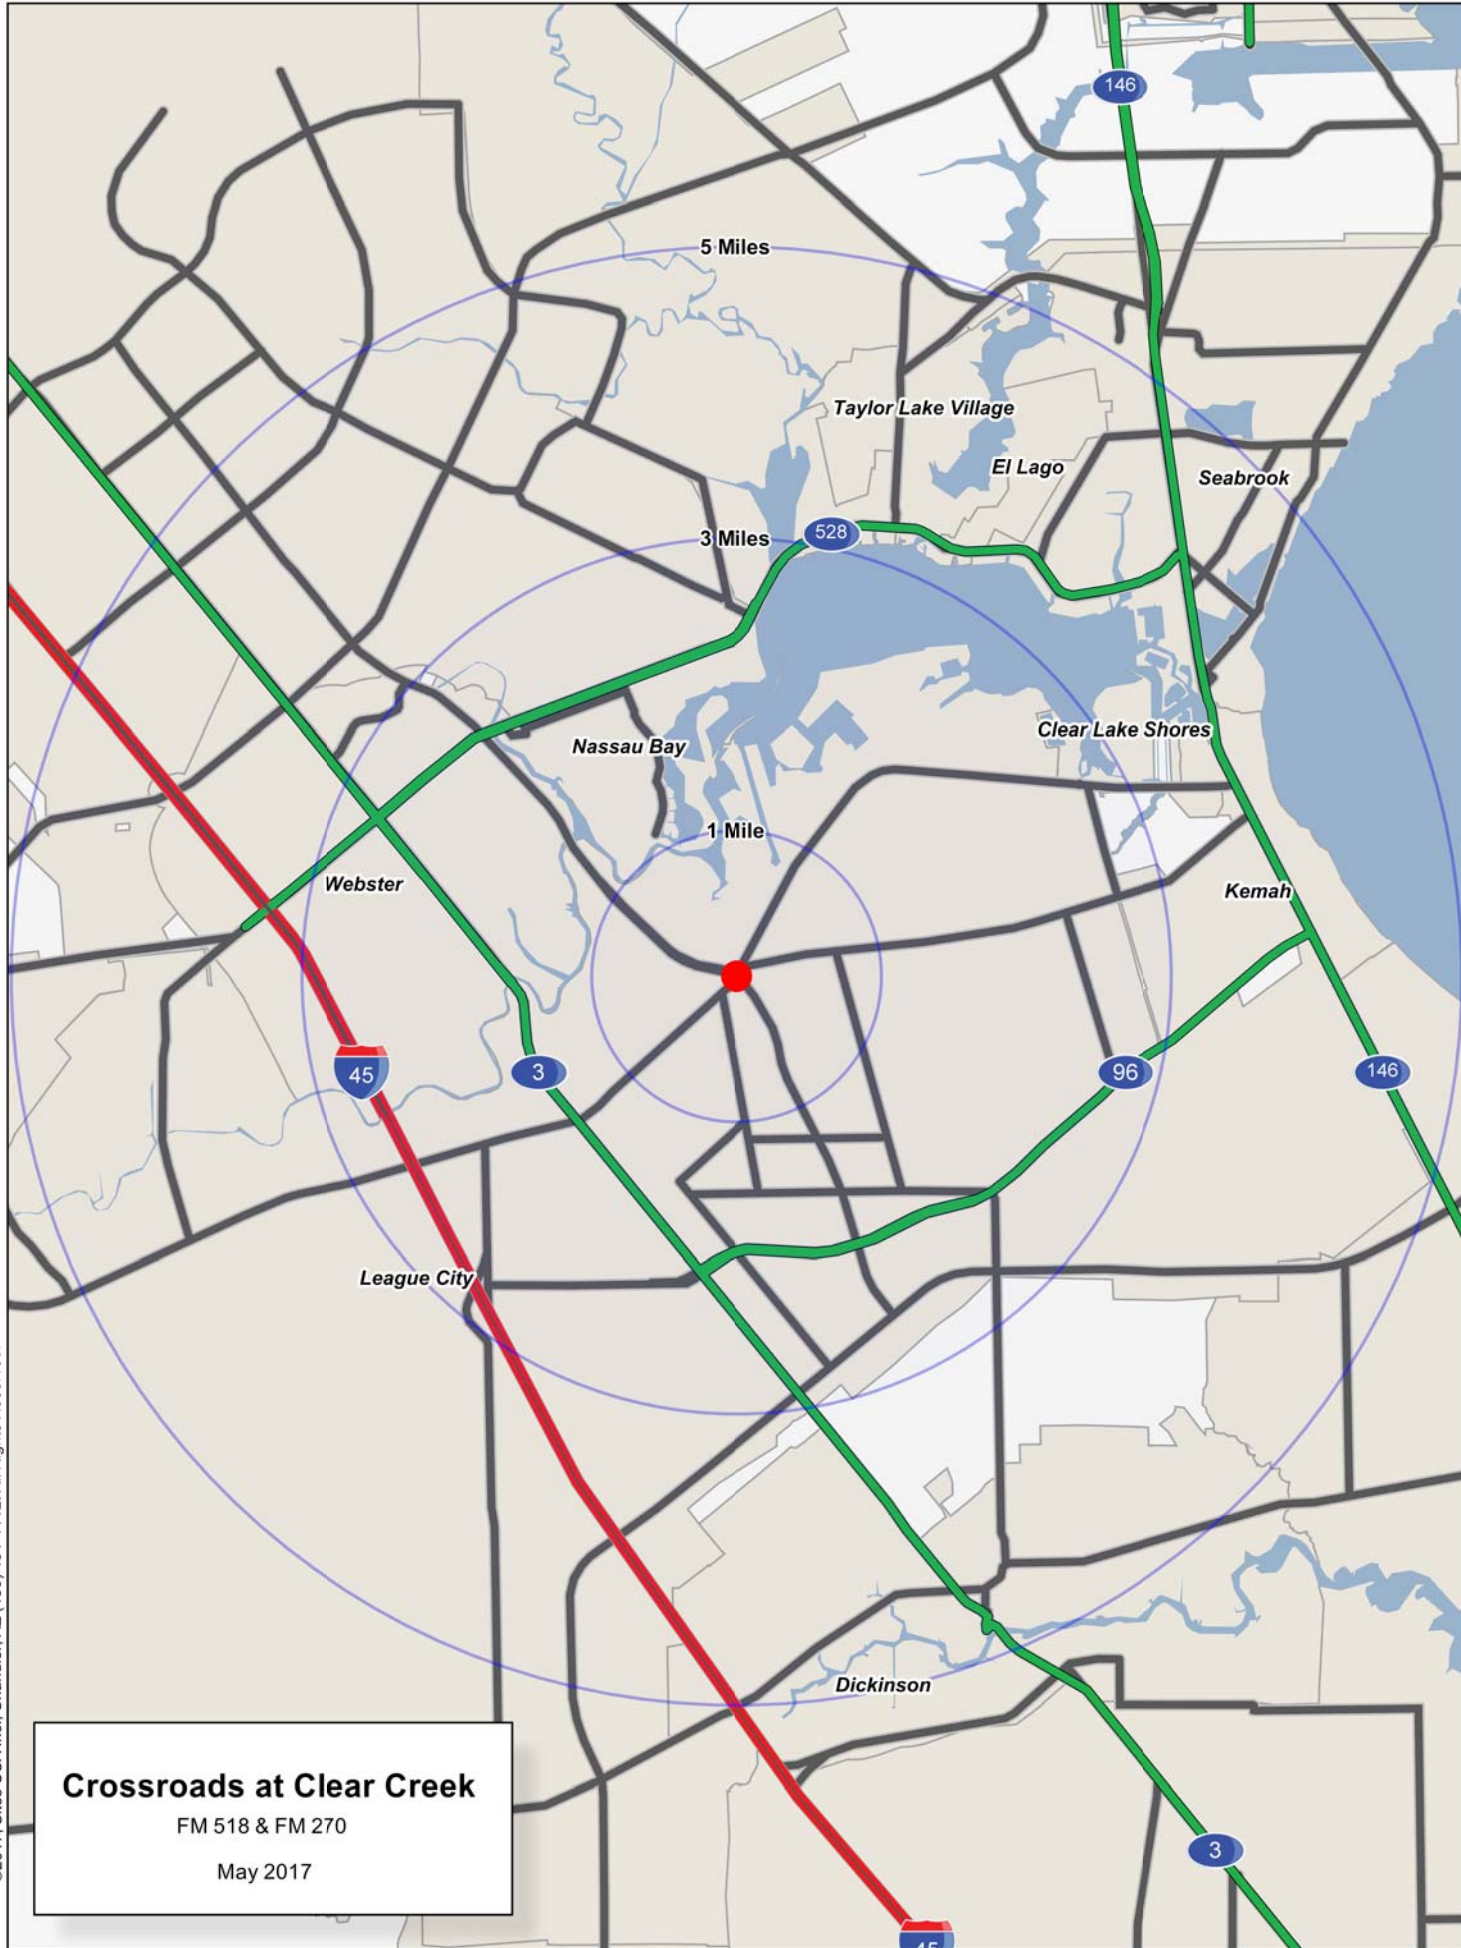 146
5 Miles
Taylor Lake Village
El Lago
Seabrook
3 Miles
528
Nassau Bay
Clear Lake Shores
1 Mile
Webster
Kemah
45
3
96
146
League City
Dickinson
Crossroads at Clear Creek
FM 518 & FM 270
May 2017
3
45